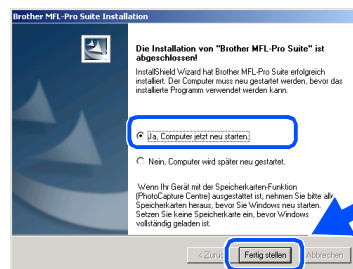 Brother MFL-Pro Suite Installation
Die Installation von "Brother MFL-Pro Suite" ist
abgeschlossen!
InstallShield Wizard hat Brother MFL-Pro Suite erfolgreich
installiert. Der Computer muss neu gestartet werden, bevor das
installierte Programm verwendet werden kann.
Ja, Computer jetzt neu starten.
Nein, Computer wird später neu gestartet.
Wenn Ihr Gerät mit der Speicherkarten-Funktion
(PhotoCapture Centre) ausgestattet ist, nehmen Sie bitte alle
Speicherkarten heraus, bevor Sie Windows neu starten.
Setzen Sie keine Speicherkarte ein, bevor Windows
vollständig geladen ist.
Fertig stellen
Abbrechen